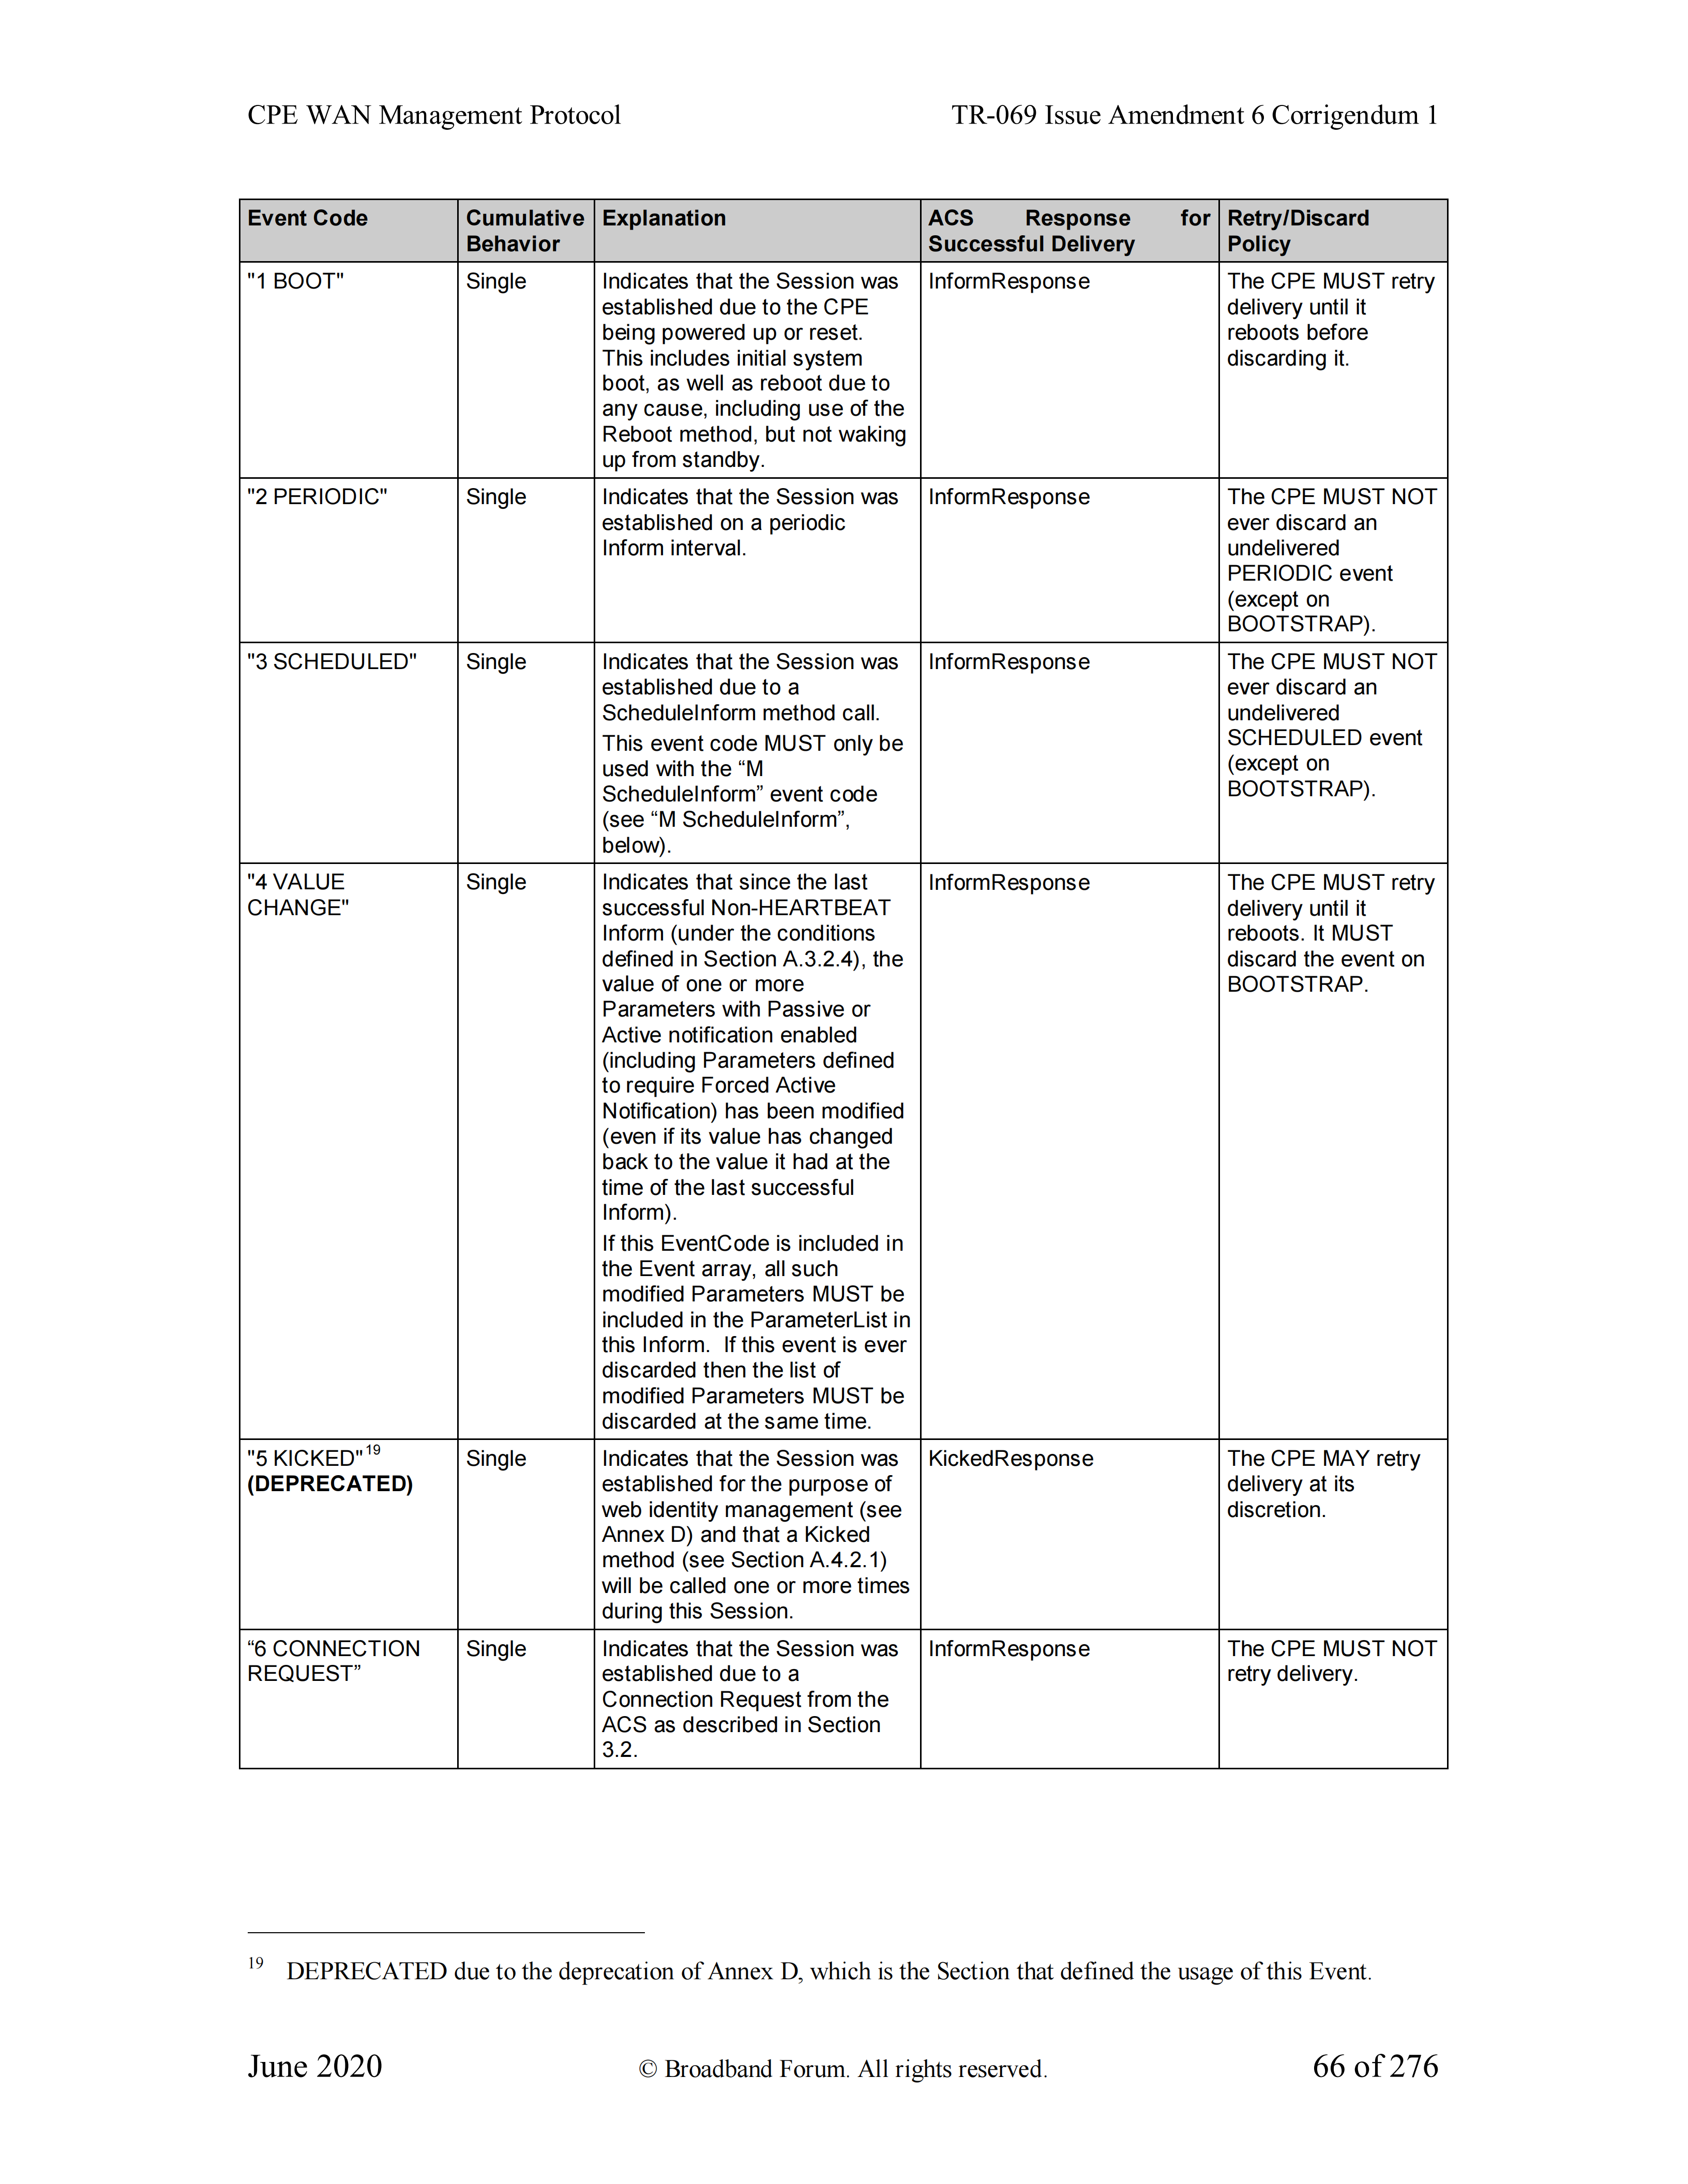 CPE WAN Management Protocol
TR-069 Issue Amendment 6 Corrigendum 1
Event Code
Cumulative
Behavior
Explanation
ACS Response for
Successful Delivery
Retry/Discard
Policy
"1 BOOT"
Single
Indicates that the Session was
established due to the CPE
being powered up or reset.
This includes initial system
boot, as well as reboot due to
any cause, including use of the
Reboot method, but not waking
up from standby.
InformResponse
The CPE MUST retry
delivery until it
reboots before
discarding it.
"2 PERIODIC"
Single
Indicates that the Session was
established on a periodic
Inform interval.
InformResponse
The CPE MUST NOT
ever discard an
undelivered
PERIODIC event
(except on
BOOTSTRAP).
"3 SCHEDULED"
Single
Indicates that the Session was
established due to a
ScheduleInform method call.
This event code MUST only be
used with the “M
ScheduleInform” event code
(see “M ScheduleInform”,
below).
InformResponse
The CPE MUST NOT
ever discard an
undelivered
SCHEDULED event
(except on
BOOTSTRAP).
"4 VALUE
CHANGE"
Single
Indicates that since the last
successful Non-HEARTBEAT
Inform (under the conditions
defined in Section A.3.2.4), the
value of one or more
Parameters with Passive or
Active notification enabled
(including Parameters defined
to require Forced Active
Notification) has been modified
(even if its value has changed
back to the value it had at the
time of the last successful
Inform).
If this EventCode is included in
the Event array, all such
modified Parameters MUST be
included in the ParameterList in
this Inform.  If this event is ever
discarded then the list of
modified Parameters MUST be
discarded at the same time.
InformResponse
The CPE MUST retry
delivery until it
reboots. It MUST
discard the event on
BOOTSTRAP.
"5 KICKED"19
(DEPRECATED)
Single
Indicates that the Session was
established for the purpose of
web identity management (see
Annex D) and that a Kicked
method (see Section A.4.2.1)
will be called one or more times
during this Session.
KickedResponse
The CPE MAY retry
delivery at its
discretion.
“6 CONNECTION
REQUEST”
Single
Indicates that the Session was
established due to a
Connection Request from the
ACS as described in Section
3.2.
InformResponse
The CPE MUST NOT
retry delivery.
19 DEPRECATED due to the deprecation of Annex D, which is the Section that defined the usage of this Event.
June 2020
© Broadband Forum. All rights reserved.
66 of 276